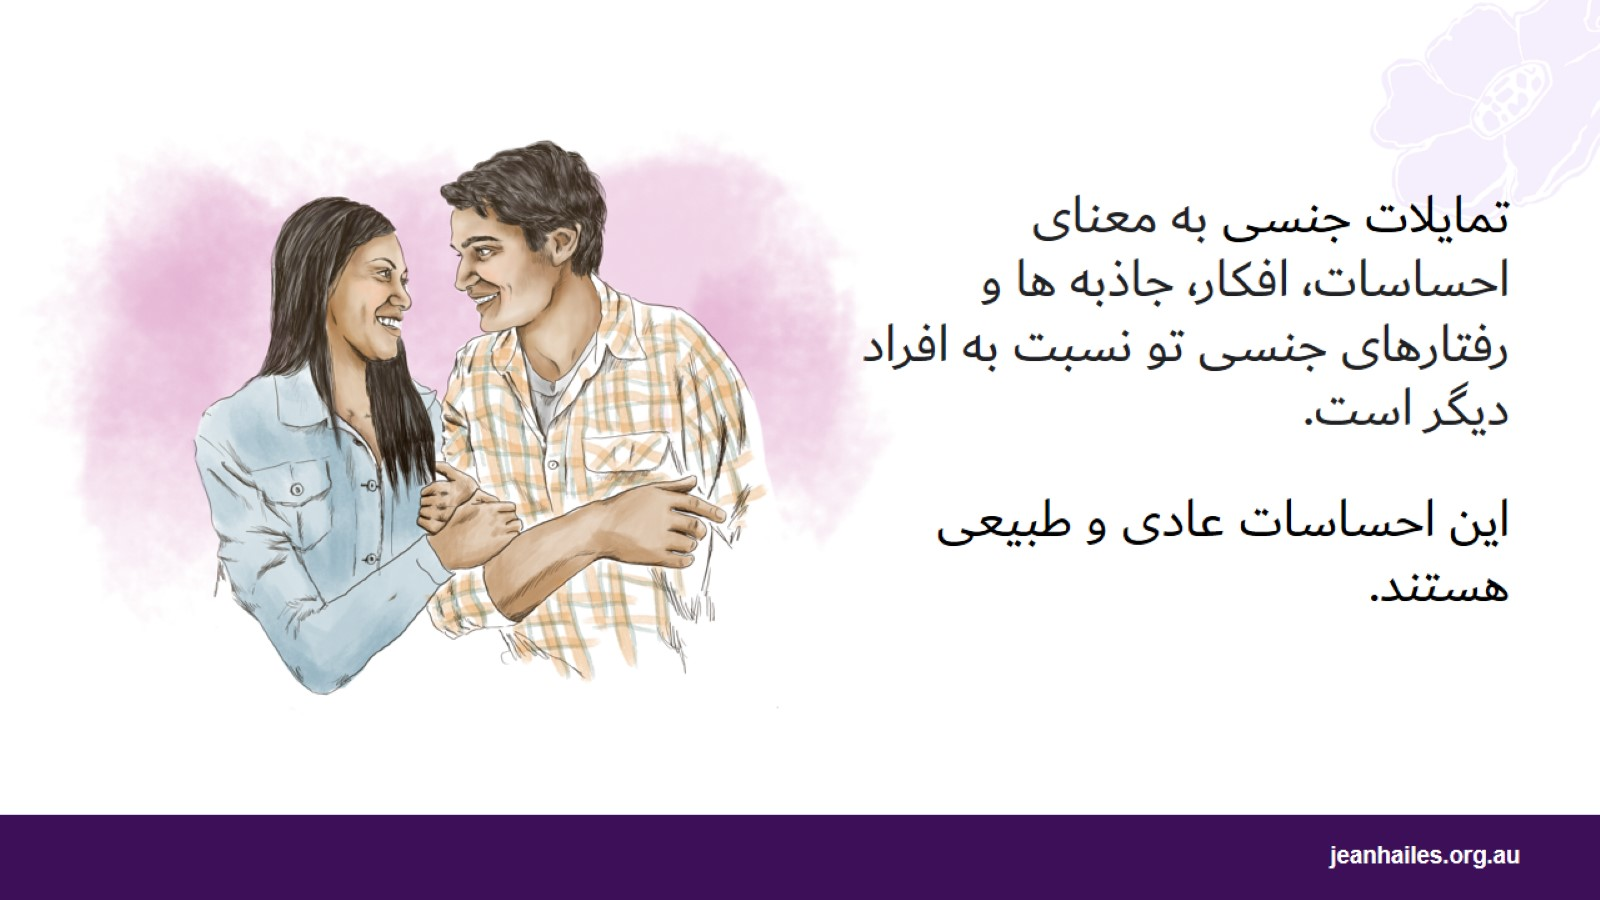 تمایلات جنسی به معنای
احساسات، افکار، جاذبه ها و
رفتارهای جنسی تو نسبت به افراد
دیگر است.
این احساسات عادی و طبیعی
هستند.
jeanhailes.org.au